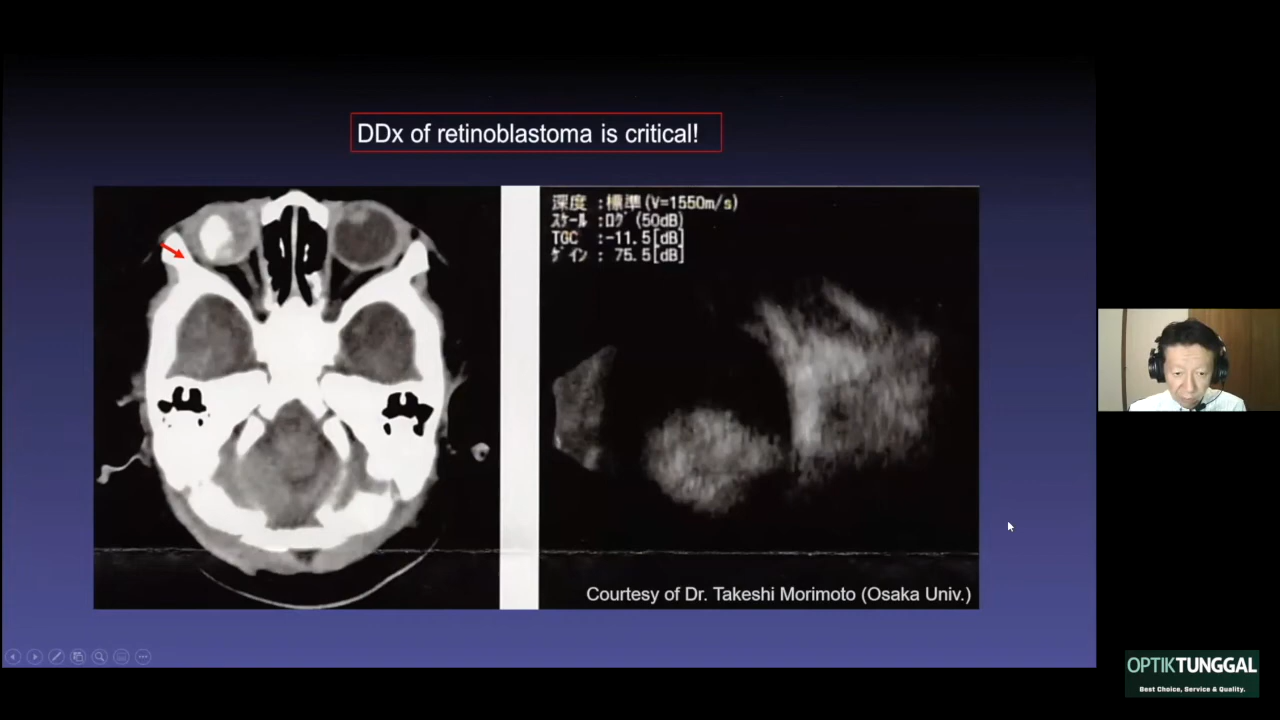 DDx of retinoblastoma is critical!
深度 :標準(V=1550m/s)
ｽｹｰﾙ :ﾛｸﾞ(50dB)
TGC :-11.5[dB]
ｹﾞｲﾝ : 75.5[dB]
Courtesy of Dr. Takeshi Morimoto (Osaka Univ.)
OPTIKTUNGGAL
Best Choice, Service & Quality.